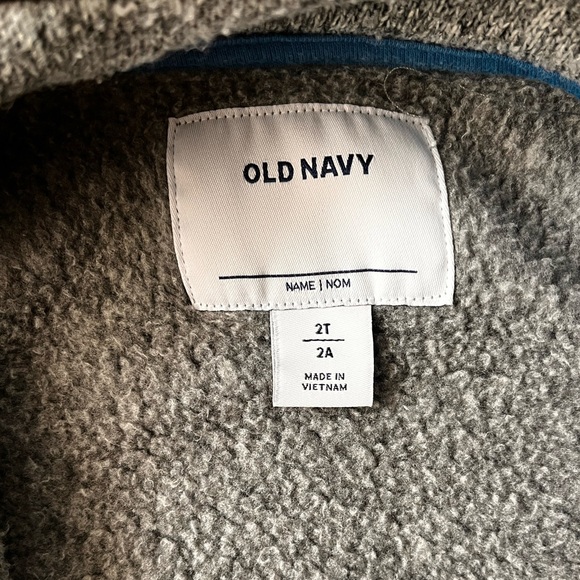 OLD NAVY
NAME | NOM
2T
2A
MADE IN
VIETNAM